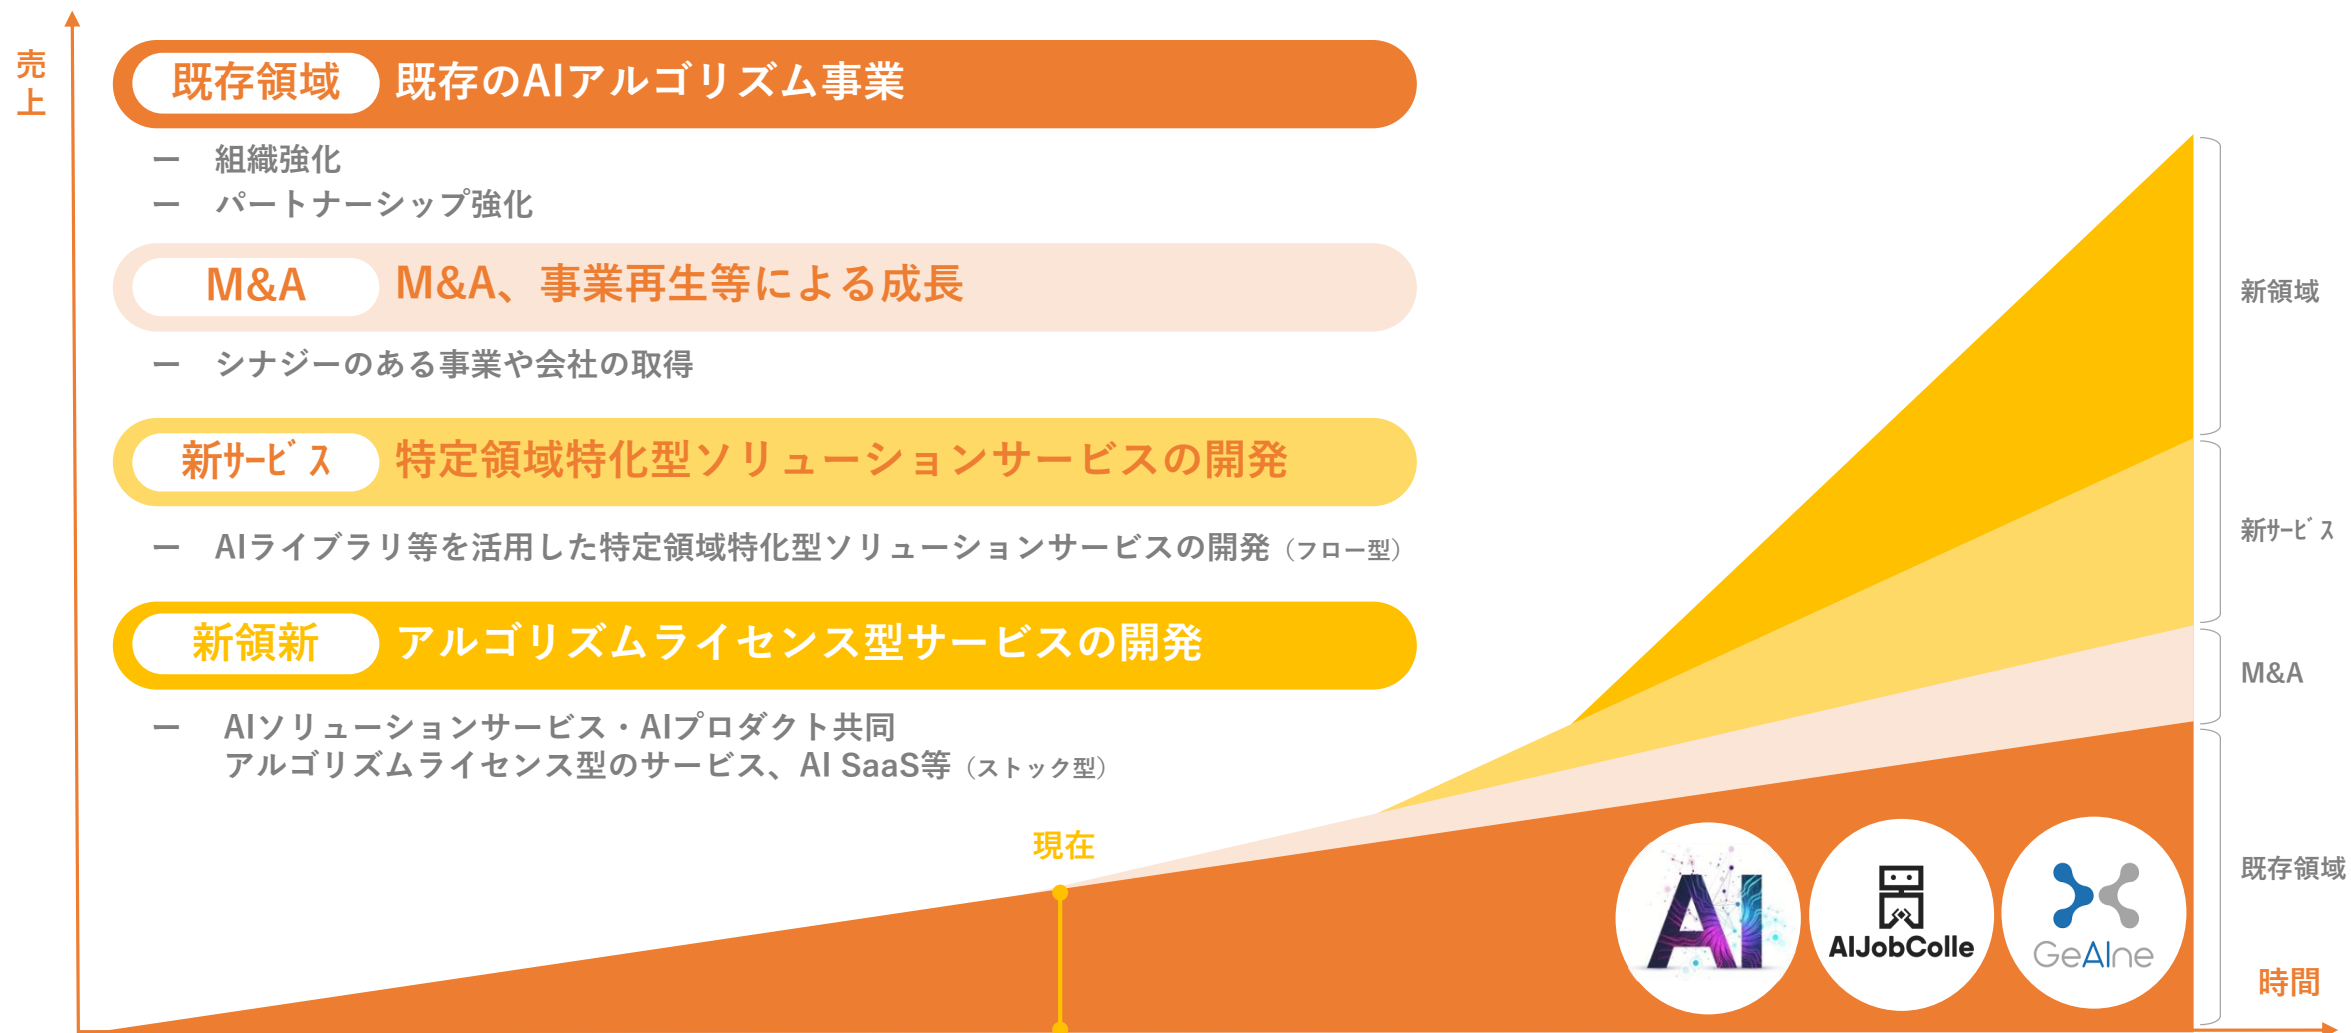 売上
既存領域 既存のAIアルゴリズム事業
ー 組織強化
ー パートナーシップ強化
M&A M&A、事業再生等による成長
ー シナジーのある事業や会社の取得
新ｻｰﾋﾞｽ 特定領域特化型ソリューションサービスの開発
ー AIライブラリ等を活用した特定領域特化型ソリューションサービスの開発（フロー型）
新領新 アルゴリズムライセンス型サービスの開発
ー AIソリューションサービス・AIプロダクト共同
アルゴリズムライセンス型のサービス、AI SaaS等（ストック型）
現在
新領域
新ｻｰﾋﾞｽ
M&A
既存領域
AI
AIJobColle
GeAIne
時間